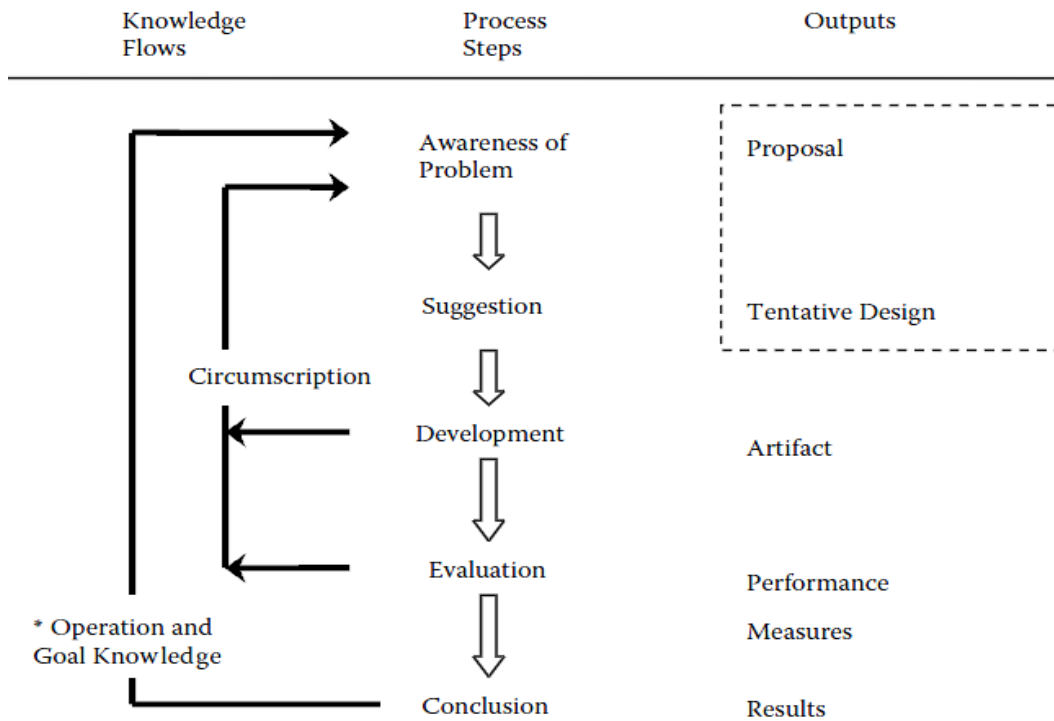 Knowledge
Flows
Process
Steps
Outputs
Awareness of
Problem
Proposal
Suggestion
Tentative Design
Circumscription
Development
Artifact
Evaluation
Performance
* Operation and
Goal Knowledge
Measures
Conclusion
Results